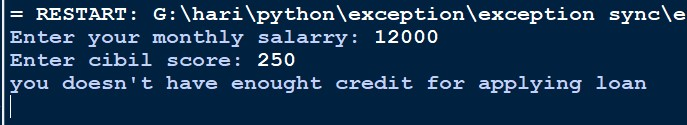 = RESTART: G:\hari\python\exception\exception sync\e
Enter your monthly salarry: 12000
Enter cibil score: 250
you doesn't have enought credit for applying loan